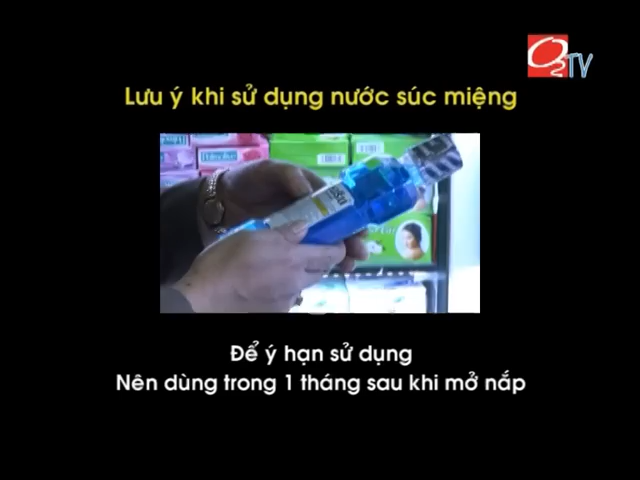 O2TV
Lưu ý khi sử dụng nước súc miệng
Để ý hạn sử dụng
Nên dùng trong 1 tháng sau khi mở nắp